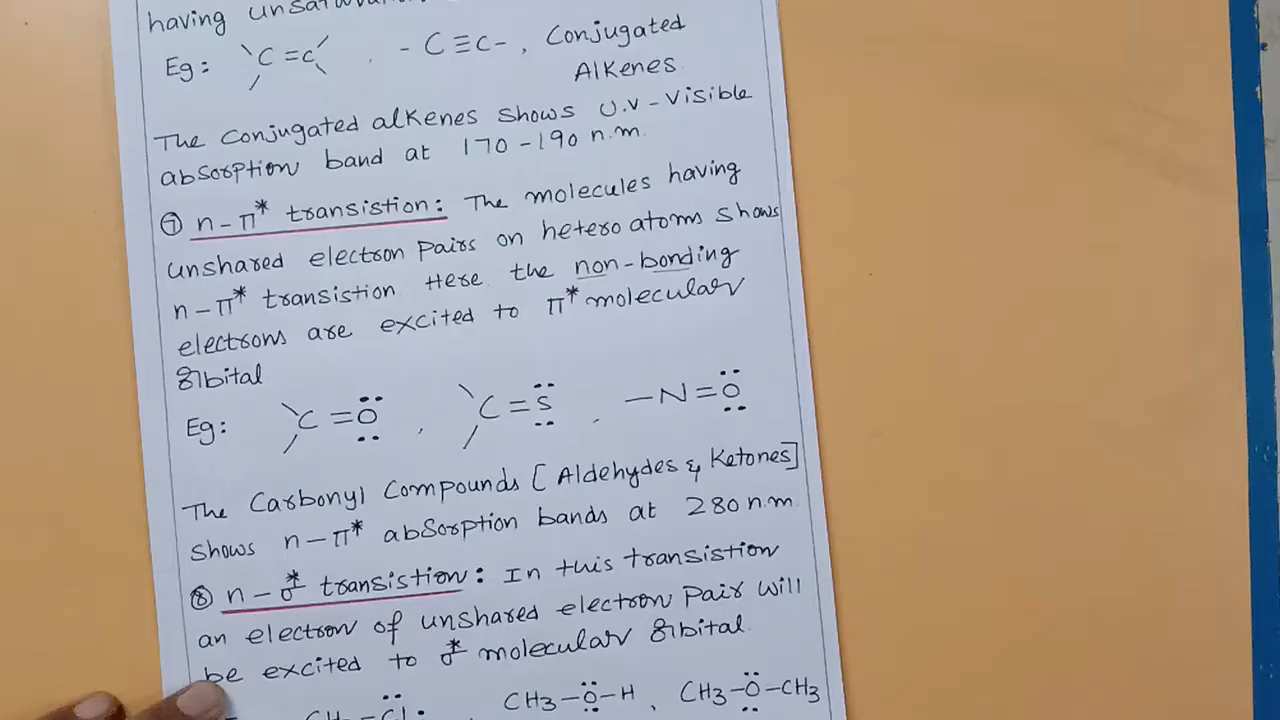 having
Eg: C=C , -C≡C- , Conjugated
Alkenes.
The Conjugated alkenes shows U.V-Visible
absorption band at 170-190 n.m.
⑦ n-π* transistion: The molecules having
unshared electron pairs on hetero atoms shows
n-π* transistion Here the non-bonding
electrons are excited to π* molecular
orbital
Eg: C=Ö: , C=S̈: , -N=Ö:
The Carbonyl Compounds [Aldehydes & Ketones]
shows n-π* absorption bands at 280 n.m.
⑧ n-σ* transistion: In this transistion
an electron of unshared electron pair will
be excited to σ* molecular orbital.
CH3-Ö-H , CH3-Ö-CH3